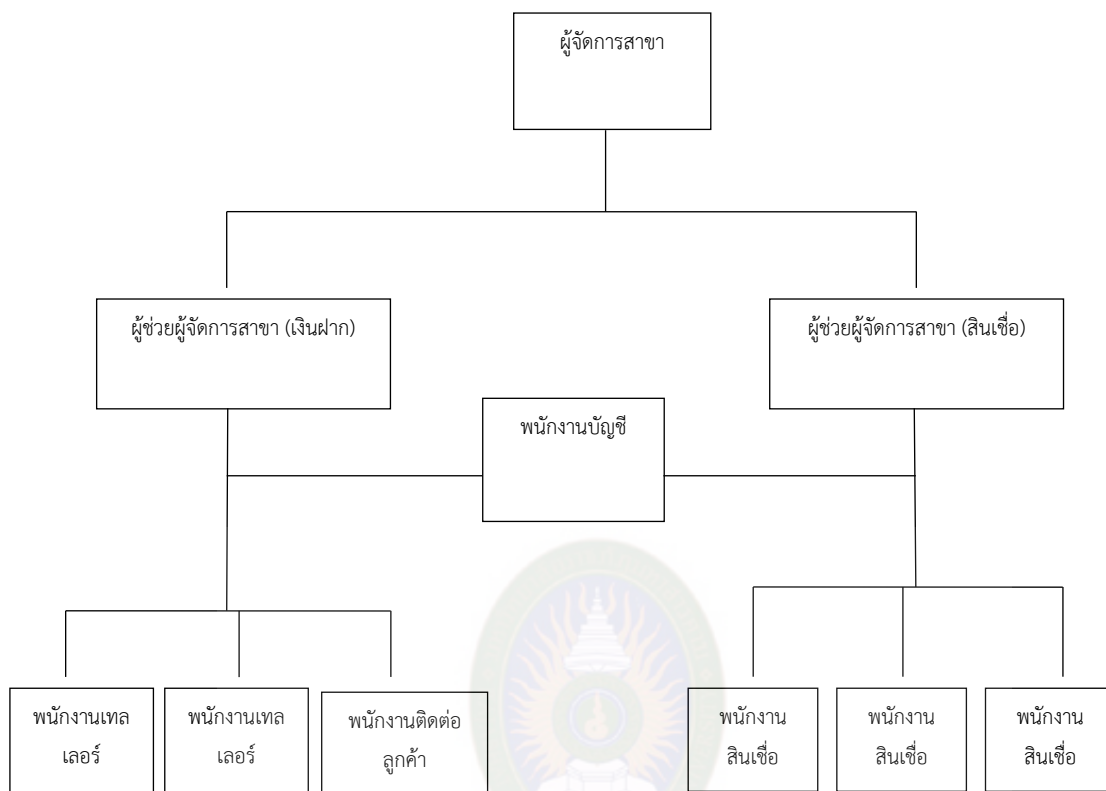 ผู้จัดการสาขา
ผู้ช่วยผู้จัดการสาขา (เงินฝาก)
ผู้ช่วยผู้จัดการสาขา (สินเชื่อ)
พนักงานบัญชี
พนักงานเทล
เลอร์
พนักงานเทล
เลอร์
พนักงานติดต่อ
ลูกค้า
พนักงาน
สินเชื่อ
พนักงาน
สินเชื่อ
พนักงาน
สินเชื่อ